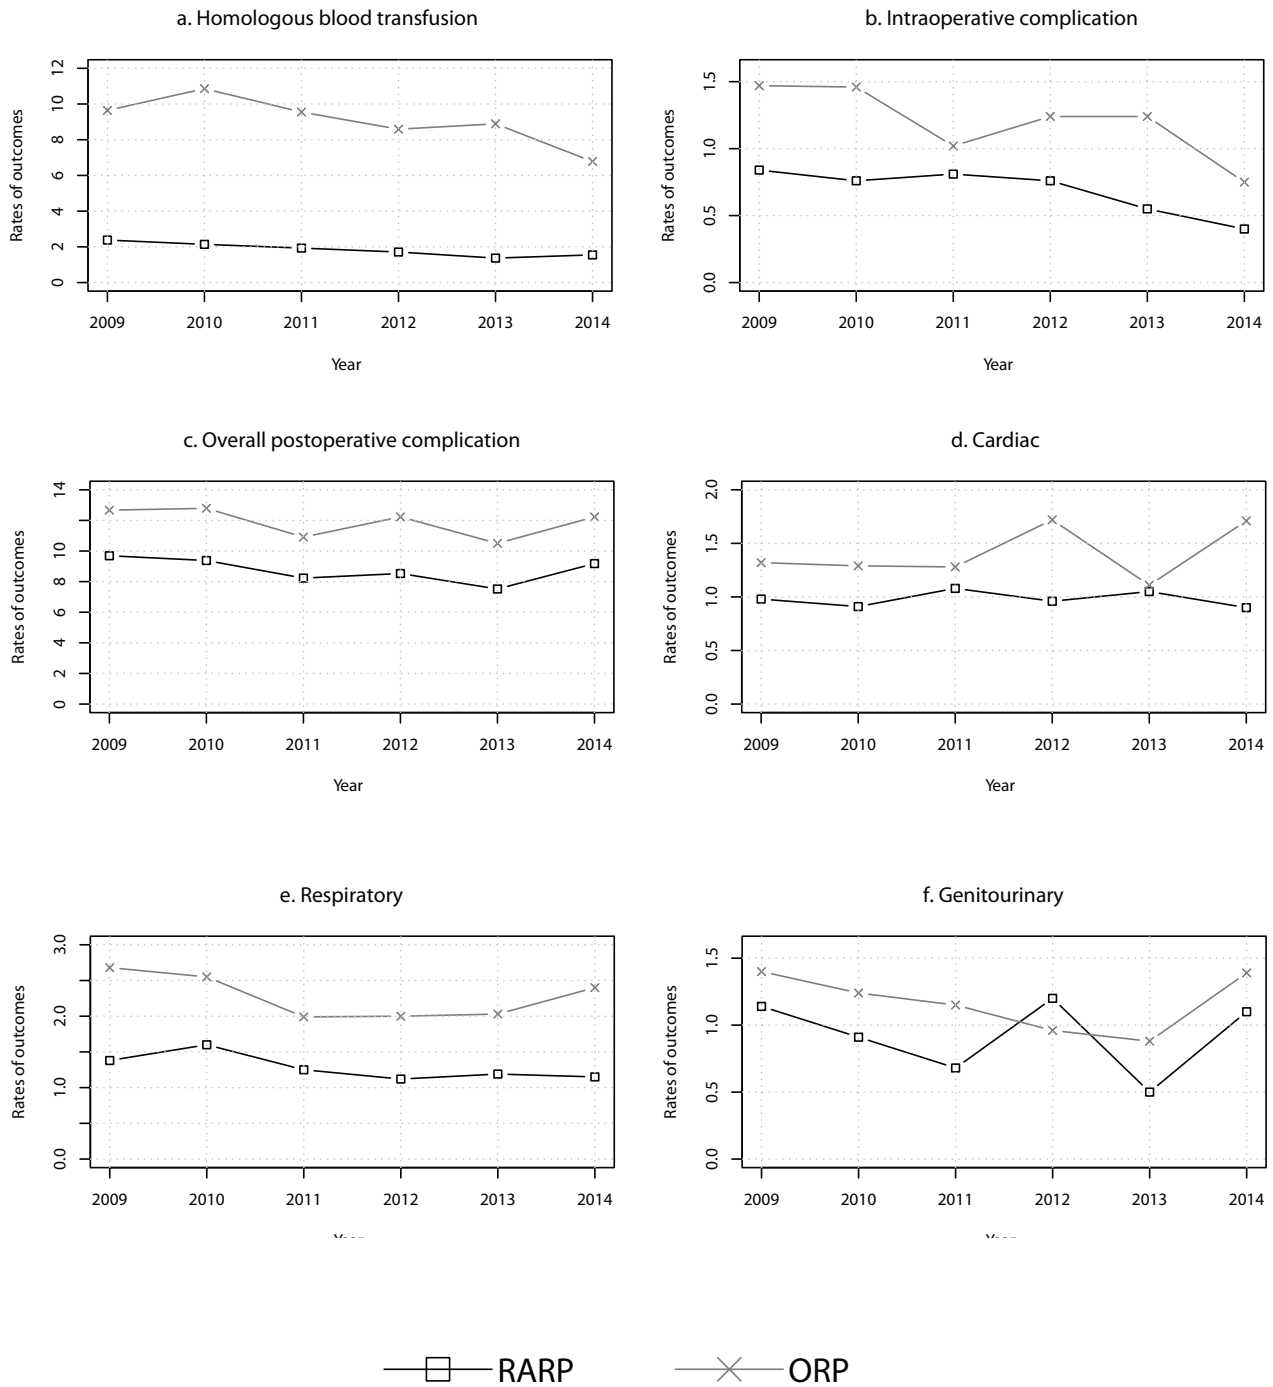 a. Homologous blood transfusion
Rates of outcomes
12
10
8
6
4
2
0
2009 2010 2011 2012 2013 2014
Year
b. Intraoperative complication
Rates of outcomes
1.5
1.0
0.5
0.0
2009 2010 2011 2012 2013 2014
Year
c. Overall postoperative complication
Rates of outcomes
14
10
8
6
4
2
0
2009 2010 2011 2012 2013 2014
Year
d. Cardiac
Rates of outcomes
2.0
1.5
1.0
0.5
0.0
2009 2010 2011 2012 2013 2014
Year
e. Respiratory
Rates of outcomes
3.0
2.0
1.0
0.0
2009 2010 2011 2012 2013 2014
Year
f. Genitourinary
Rates of outcomes
1.5
1.0
0.5
0.0
2009 2010 2011 2012 2013 2014
Year
RARP ORP